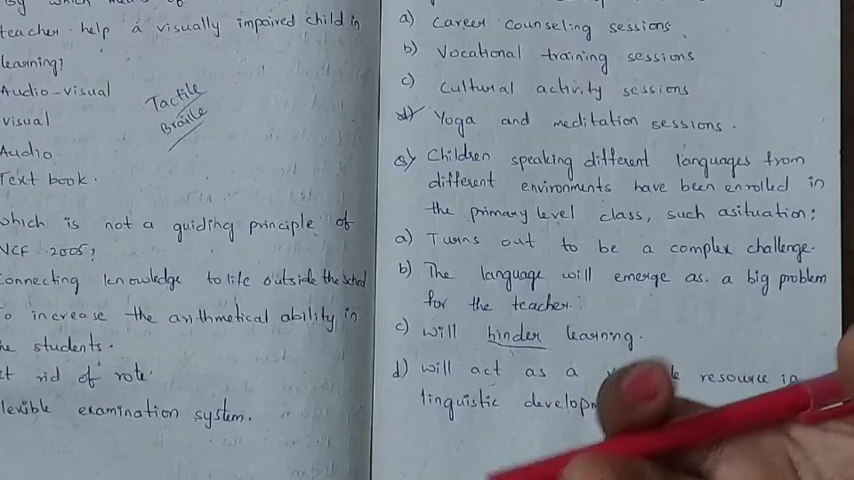 By which means
teacher help a visually impaired child in
learning?
Audio-visual
visual
Audio
Text book.
Tactile
Braille
which is not a guiding principle of
NCF 2005?
Connecting knowledge to life outside the school
to increase the arithmetical ability in
the students.
rid of rote.
flexible examination system.
a) Career counseling sessions
b) Vocational training sessions
c) Cultural activity sessions
d) Yoga and meditation sessions.
Q) Children speaking different languages from
different environments have been enrolled in
the primary level class, such asituation;
a) Turns out to be a complex challenge.
b) The language will emerge as a big problem
for the teacher.
c) will hinder learning.
d) will act as a resource in
linguistic